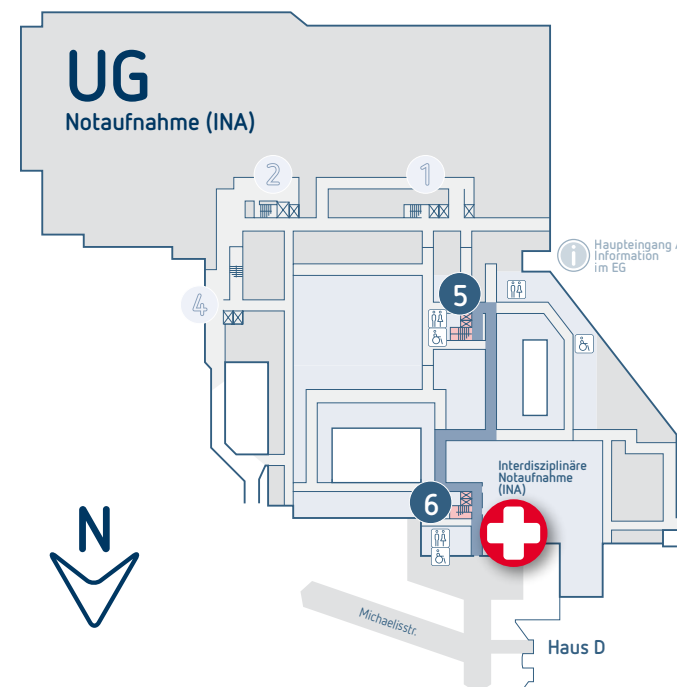 UG
Notaufnahme (INA)
2
1
Haupteingang /
Information
im EG
i
5
4
Interdisziplinäre
Notaufnahme
(INA)
6
N
Michaelisstr.
Haus D